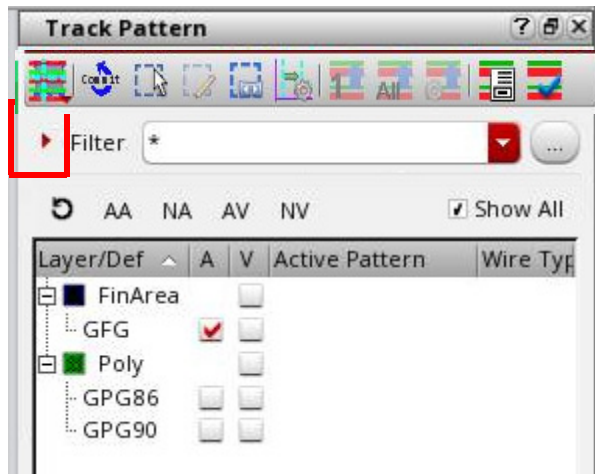 Track Pattern
Commit
1 All
Filter *
...
AA NA AV NV Show All
Layer/Def A V Active Pattern Wire Typ
FinArea
GFG
Poly
GPG86
GPG90